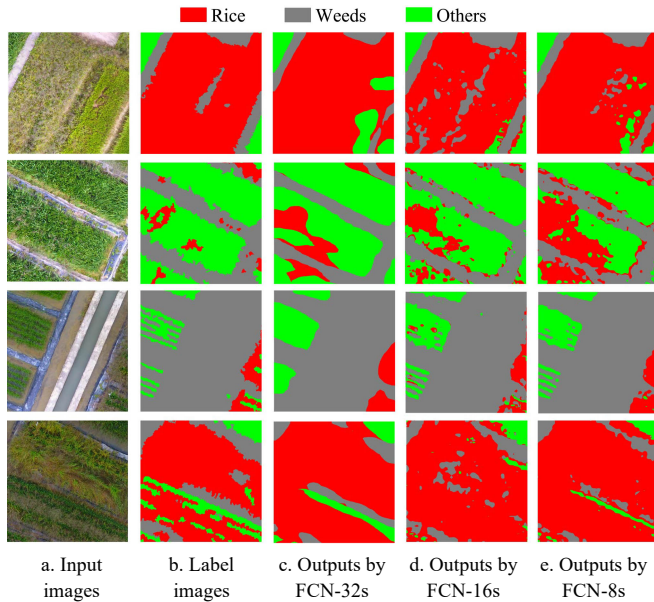 Rice Weeds Others
a. Input images
b. Label images
c. Outputs by FCN-32s
d. Outputs by FCN-16s
e. Outputs by FCN-8s